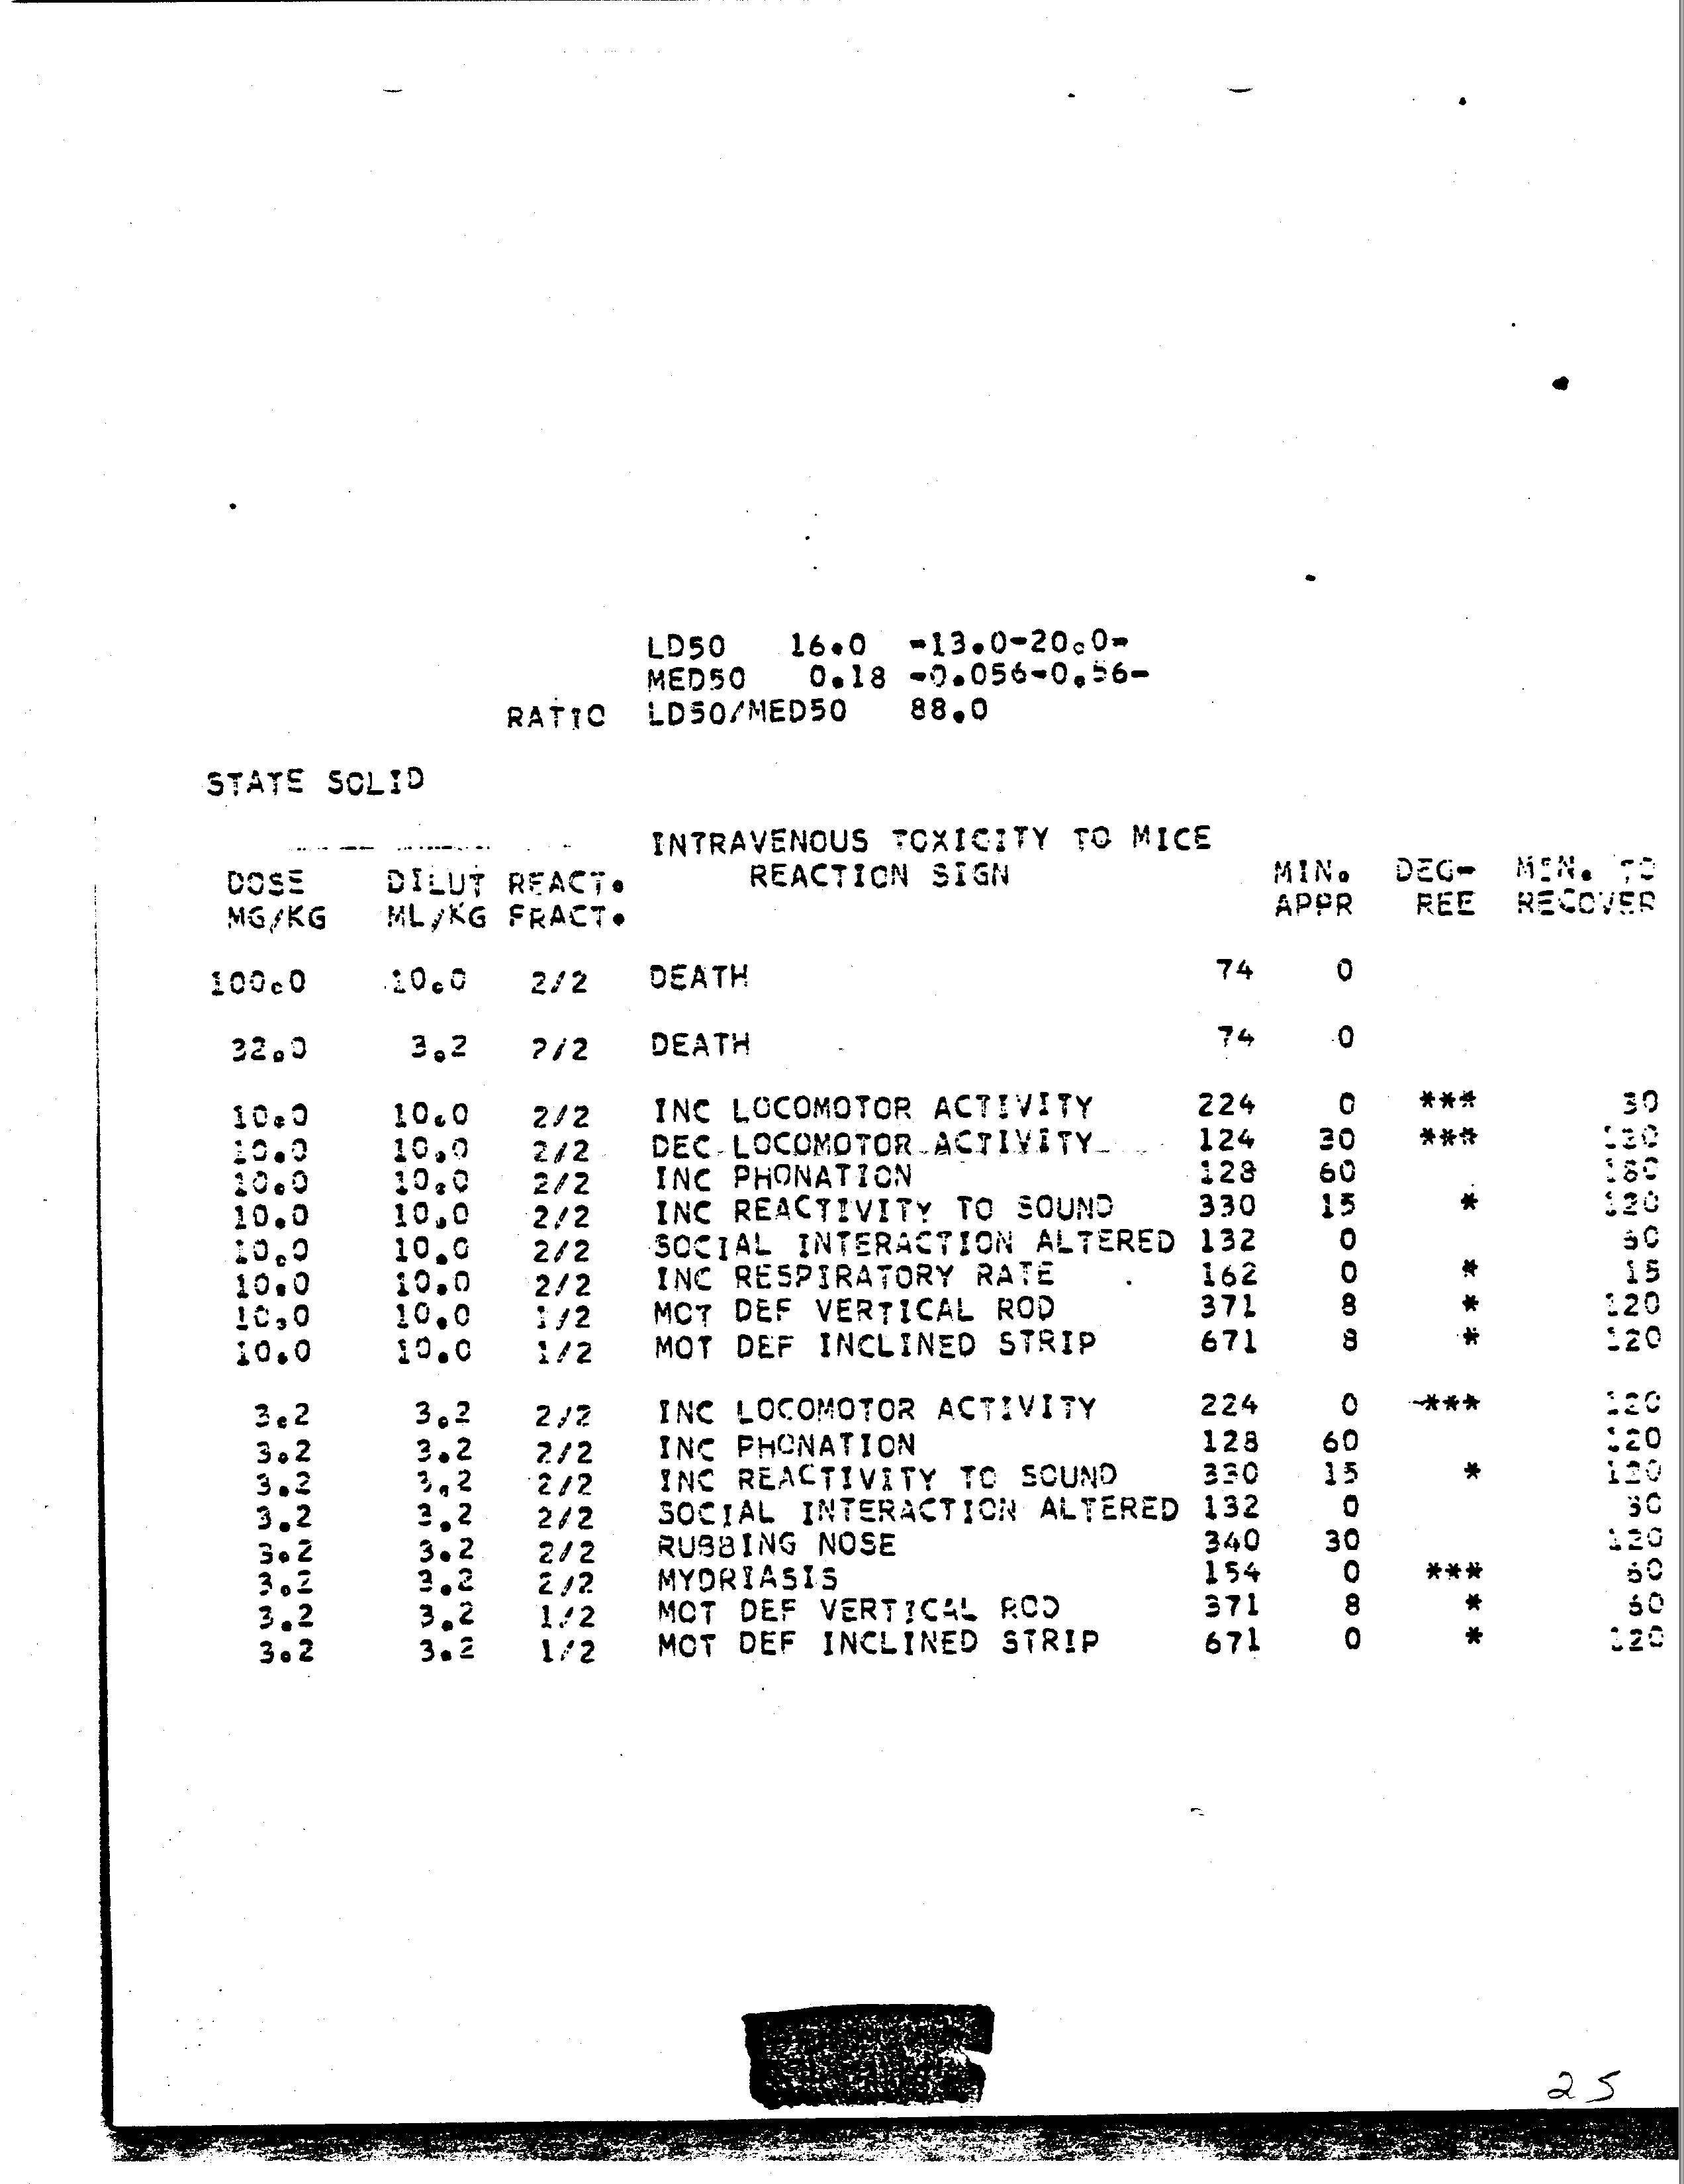 LD50 16.0 -13.0-20.0-
MED50 0.18 -0.056-0.56-
RATIO LD50/MED50 88.0
STATE SOLID
INTRAVENOUS TOXICITY TO MICE
DOSE DILUT REACT. REACTION SIGN MIN. DEG- MIN. TO
MG/KG ML/KG FRACT. APPR REE RECOVER
100.0 10.0 2/2 DEATH 74 0
32.0 3.2 2/2 DEATH 74 0
10.0 10.0 2/2 INC LOCOMOTOR ACTIVITY 224 0 *** 30
10.0 10.0 2/2 DEC LOCOMOTOR ACTIVITY 124 30 ***
10.0 10.0 2/2 INC PHONATION 128 60 180
10.0 10.0 2/2 INC REACTIVITY TO SOUND 330 15 * 120
10.0 10.0 2/2 SOCIAL INTERACTION ALTERED 132 0
10.0 10.0 2/2 INC RESPIRATORY RATE 162 0 * 15
10.0 10.0 1/2 MOT DEF VERTICAL ROD 371 8 * 120
10.0 10.0 1/2 MOT DEF INCLINED STRIP 671 8 * 120
3.2 3.2 2/2 INC LOCOMOTOR ACTIVITY 224 0 *** 120
3.2 3.2 2/2 INC PHONATION 128 60 120
3.2 3.2 2/2 INC REACTIVITY TO SOUND 330 15 * 120
3.2 3.2 2/2 SOCIAL INTERACTION ALTERED 132 0
3.2 3.2 2/2 RUBBING NOSE 340 30 120
3.2 3.2 2/2 MYDRIASIS 154 0 *** 60
3.2 3.2 1/2 MOT DEF VERTICAL ROD 371 8 * 60
3.2 3.2 1/2 MOT DEF INCLINED STRIP 671 0 * 120
25